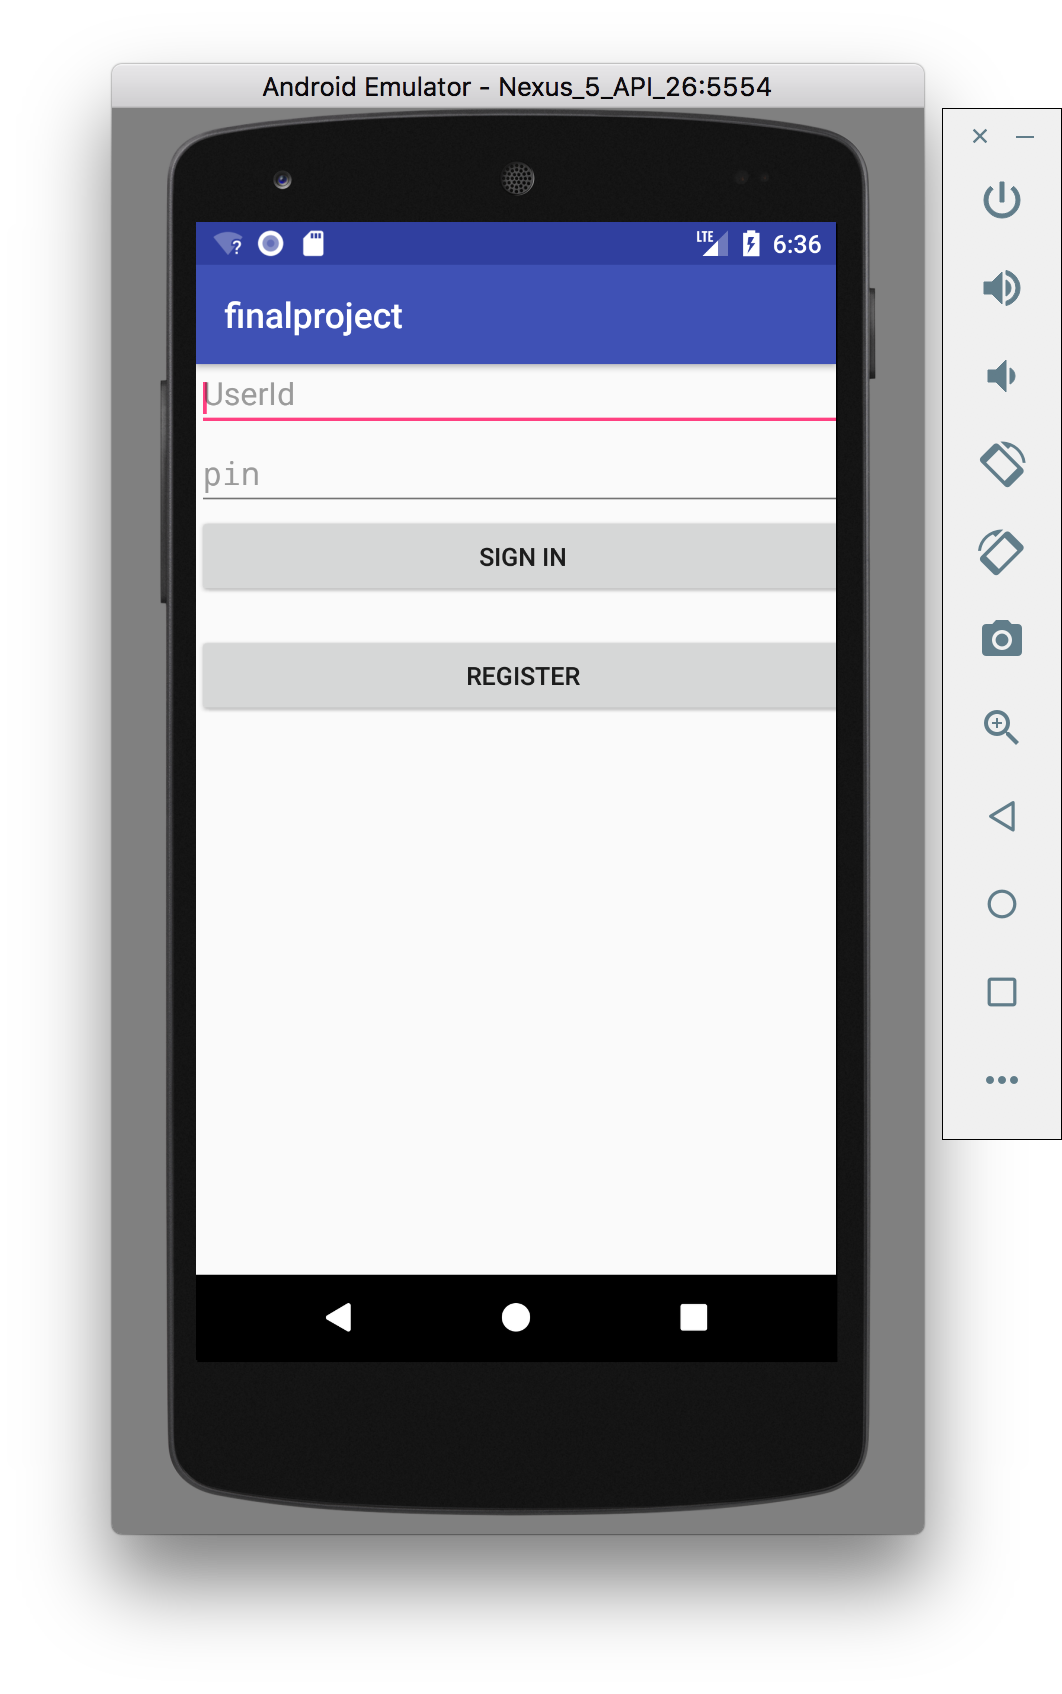 Android Emulator - Nexus_5_API_26:5554
? LTE 6:36
finalproject
UserId
pin
SIGN IN
REGISTER